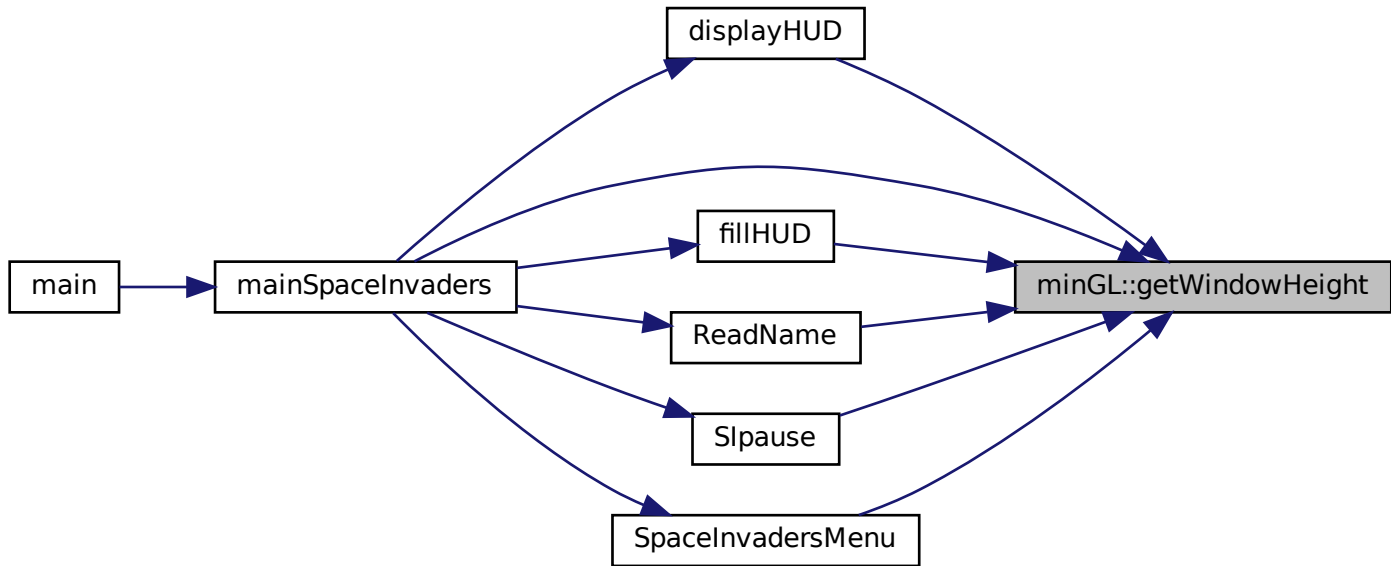 displayHUD
fillHUD
minGL::getWindowHeight
main
mainSpaceInvaders
ReadName
SIpause
SpaceInvadersMenu